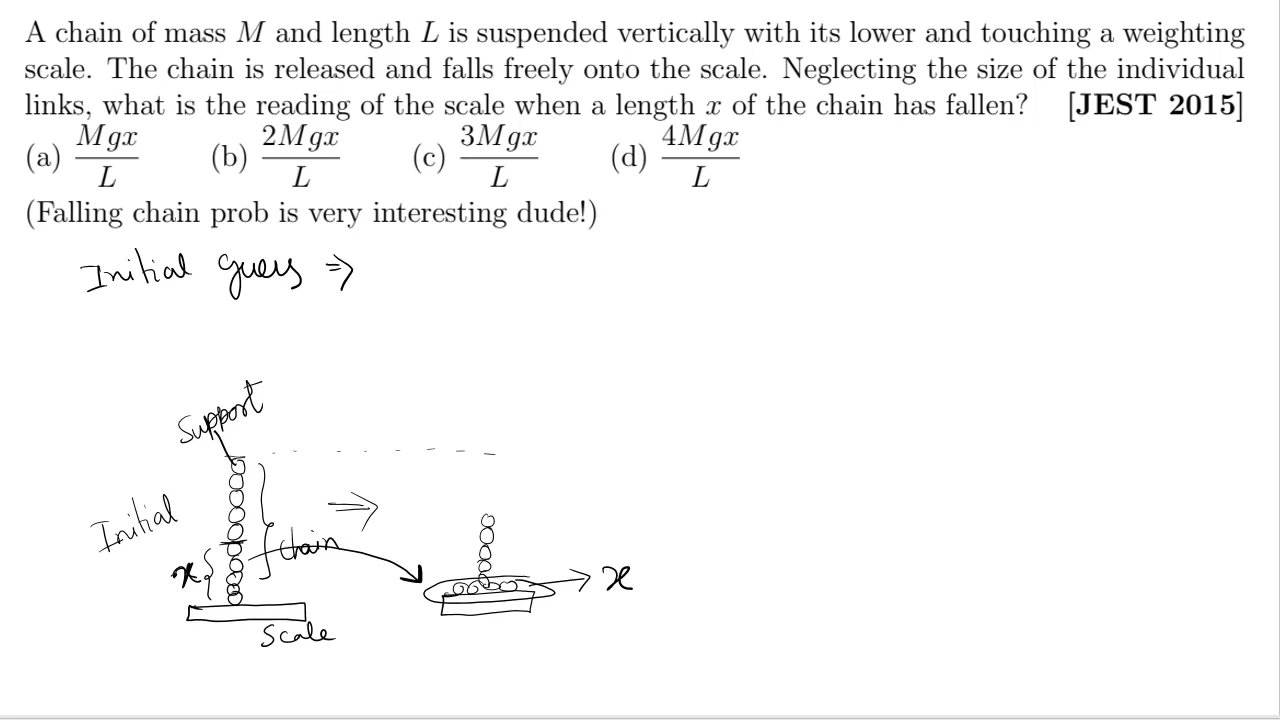 A chain of mass M and length L is suspended vertically with its lower and touching a weighting
scale. The chain is released and falls freely onto the scale. Neglecting the size of the individual
links, what is the reading of the scale when a length x of the chain has fallen? [JEST 2015]
(a) Mgx/L (b) 2Mgx/L (c) 3Mgx/L (d) 4Mgx/L
(Falling chain prob is very interesting dude!)
Initial guess ⇒
Support
Initial
⇒
chain
x
x
Scale